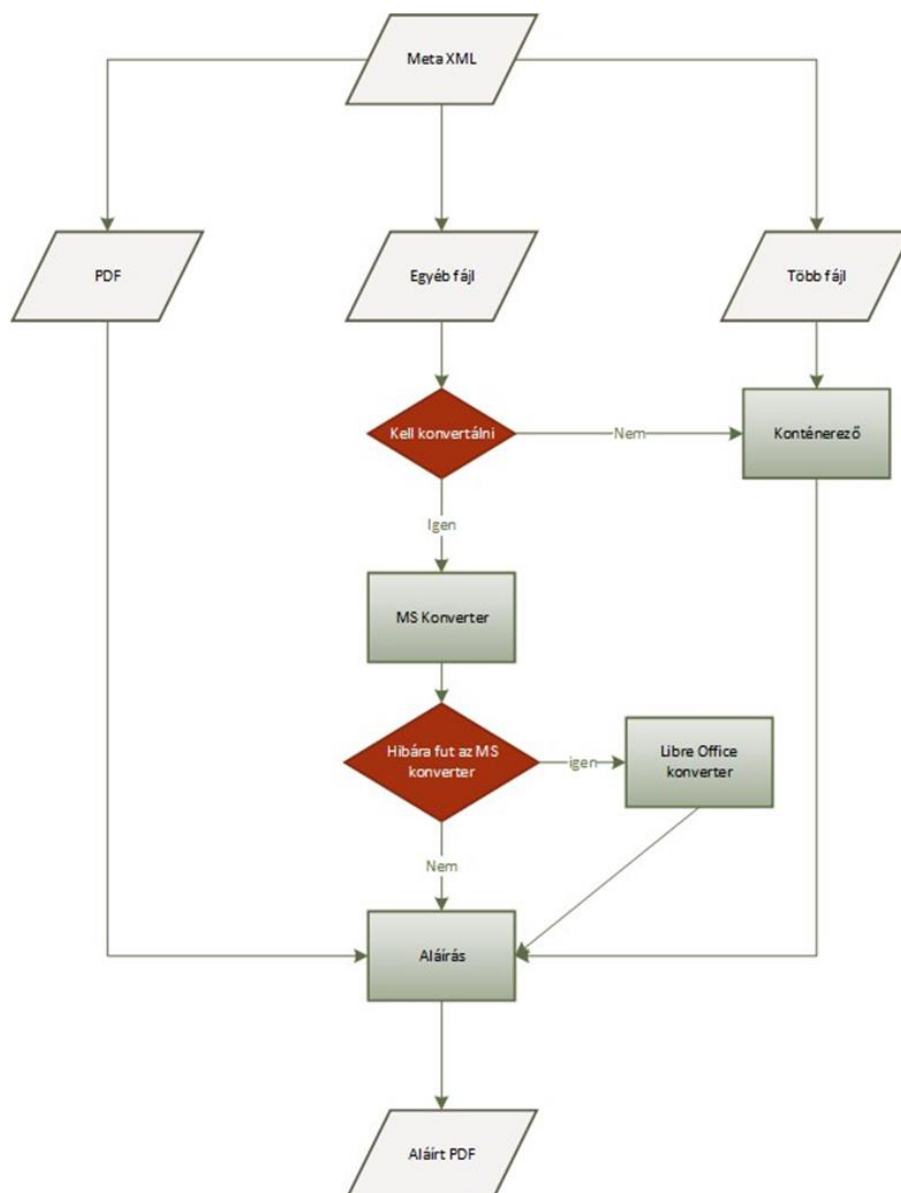 Meta XML
PDF
Egyéb fájl
Több fájl
Kell konvertálni
Nem
Konténerező
Igen
MS Konverter
Hibára fut az MS
konverter
igen
Libre Office
konverter
Nem
Aláírás
Aláírt PDF